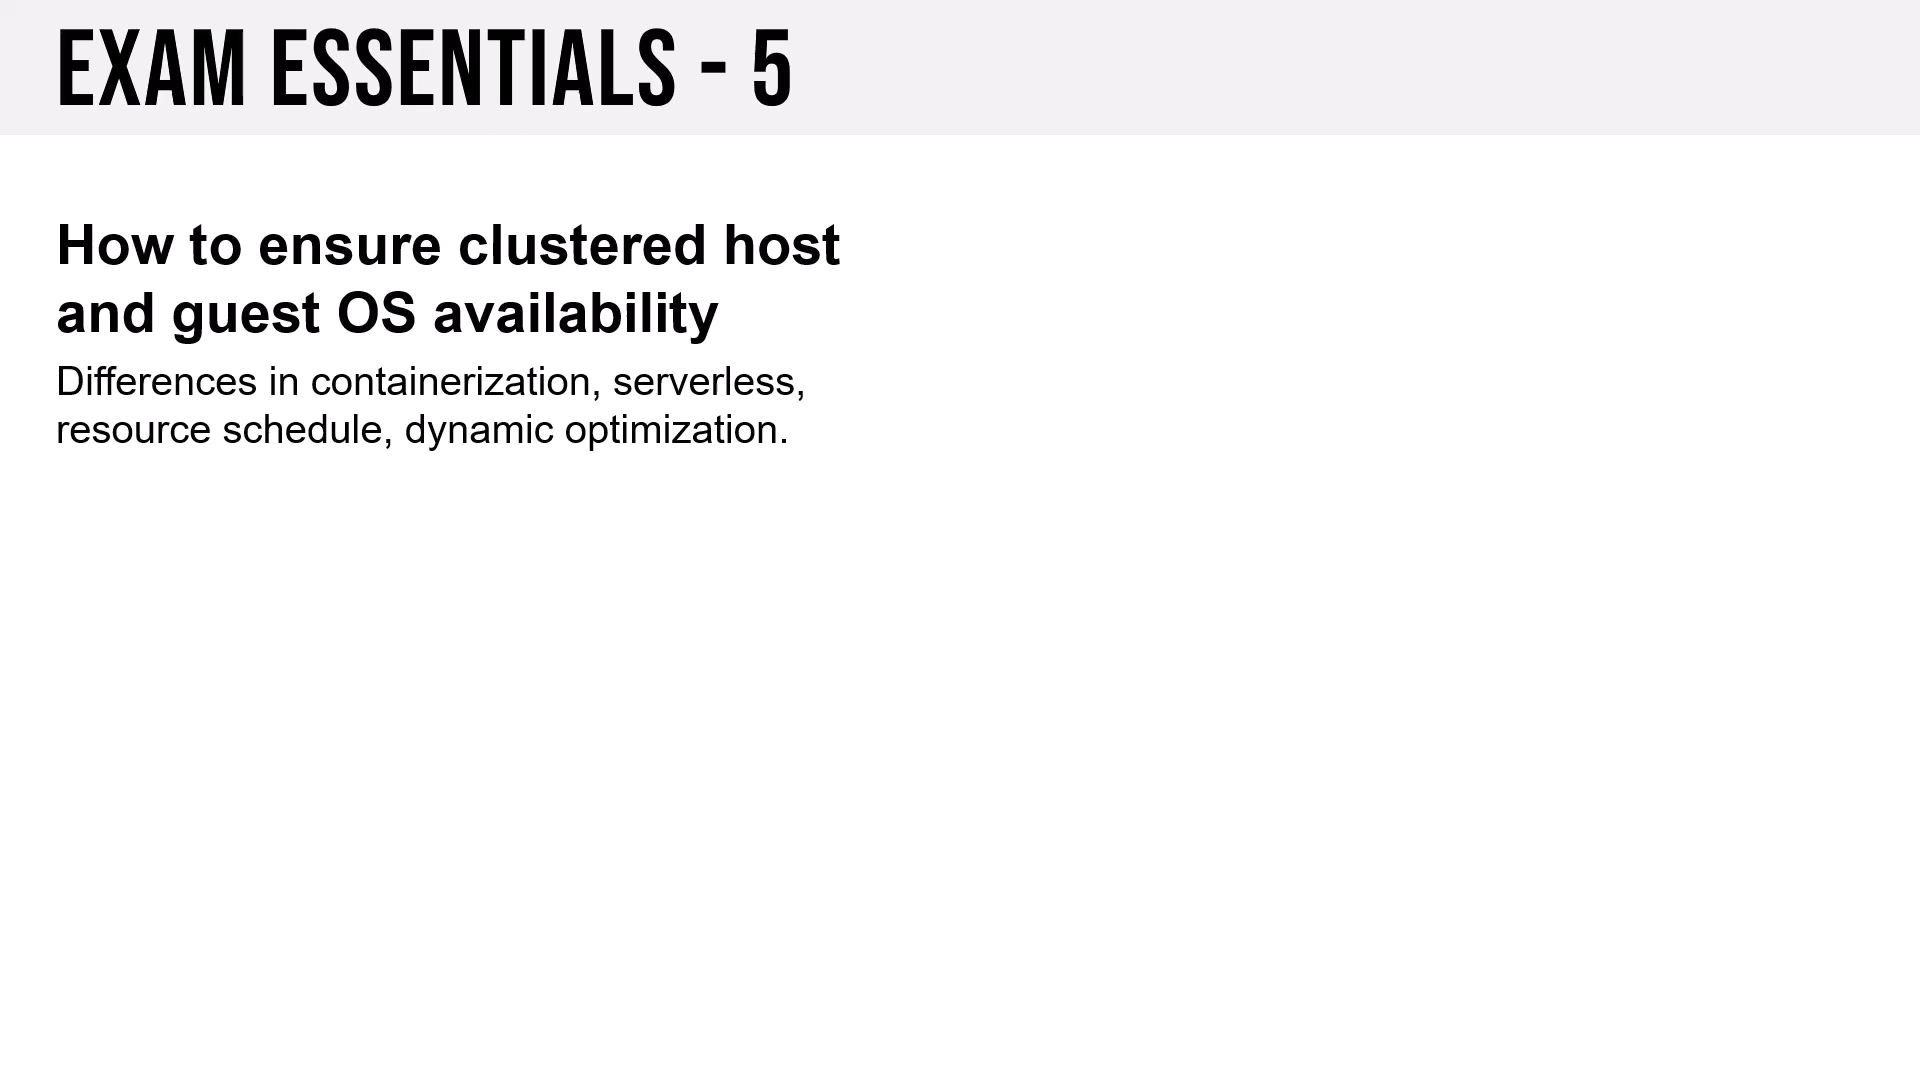 EXAM ESSENTIALS - 5
How to ensure clustered host
and guest OS availability
Differences in containerization, serverless,
resource schedule, dynamic optimization.